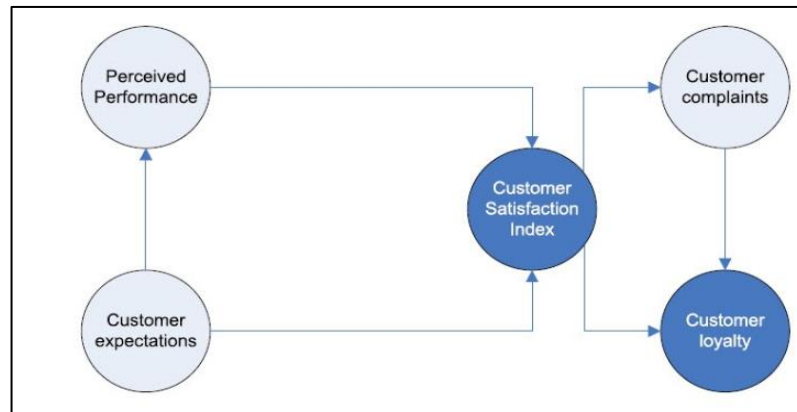 Perceived
Performance
Customer
complaints
Customer
Satisfaction
Index
Customer
expectations
Customer
loyalty